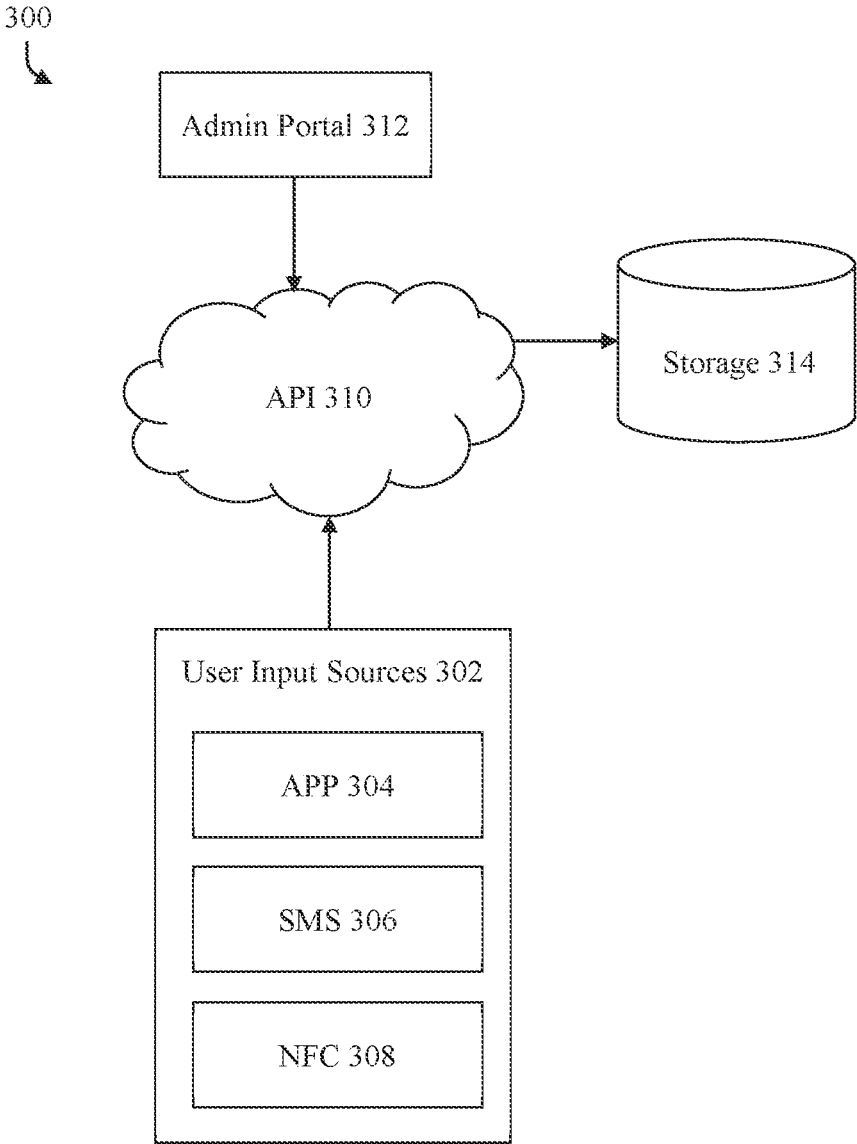 300
Admin Portal 312
Storage 314
API 310
User Input Sources 302
APP 304
SMS 306
NFC 308